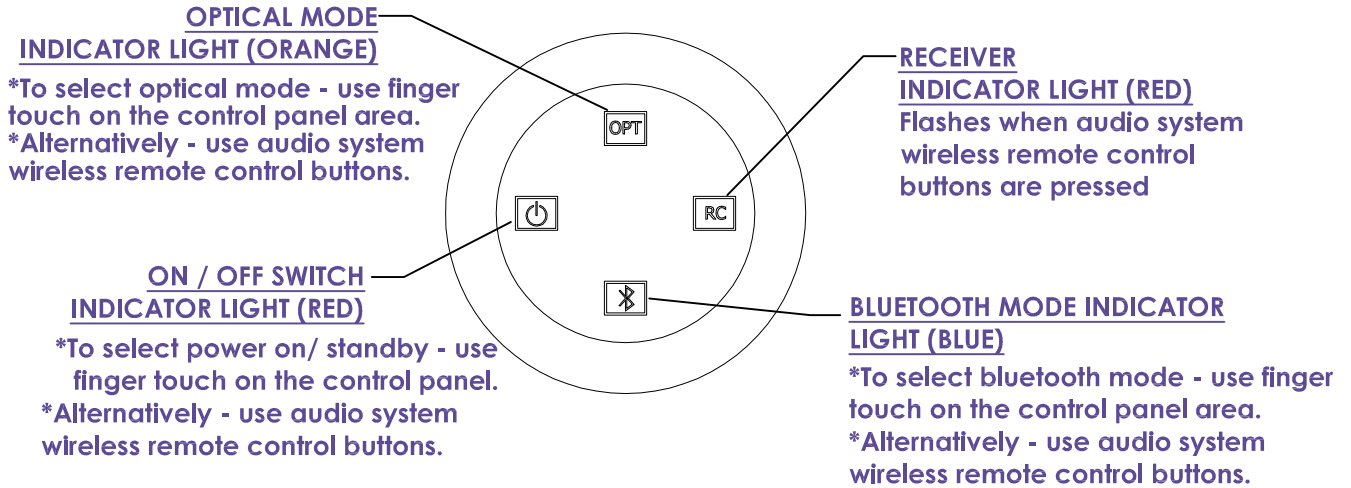 OPTICAL MODE
INDICATOR LIGHT (ORANGE)
*To select optical mode - use finger
touch on the control panel area.
*Alternatively - use audio system
wireless remote control buttons.
RECEIVER
INDICATOR LIGHT (RED)
Flashes when audio system
wireless remote control
buttons are pressed
OPT
RC
ON / OFF SWITCH
INDICATOR LIGHT (RED)
*To select power on/ standby - use
finger touch on the control panel.
*Alternatively - use audio system
wireless remote control buttons.
BLUETOOTH MODE INDICATOR
LIGHT (BLUE)
*To select bluetooth mode - use finger
touch on the control panel area.
*Alternatively - use audio system
wireless remote control buttons.